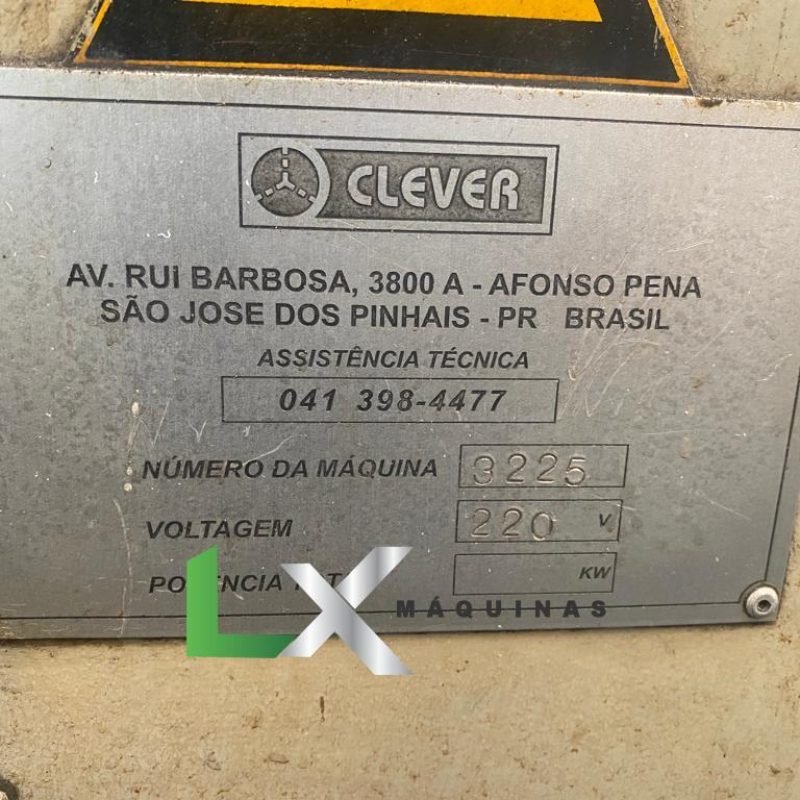 CLEVER
AV. RUI BARBOSA, 3800 A - AFONSO PENA
SÃO JOSE DOS PINHAIS - PR BRASIL
ASSISTÊNCIA TÉCNICA
041 398-4477
NÚMERO DA MÁQUINA 3225
VOLTAGEM 220 V
KW
LX
MÁQUINAS